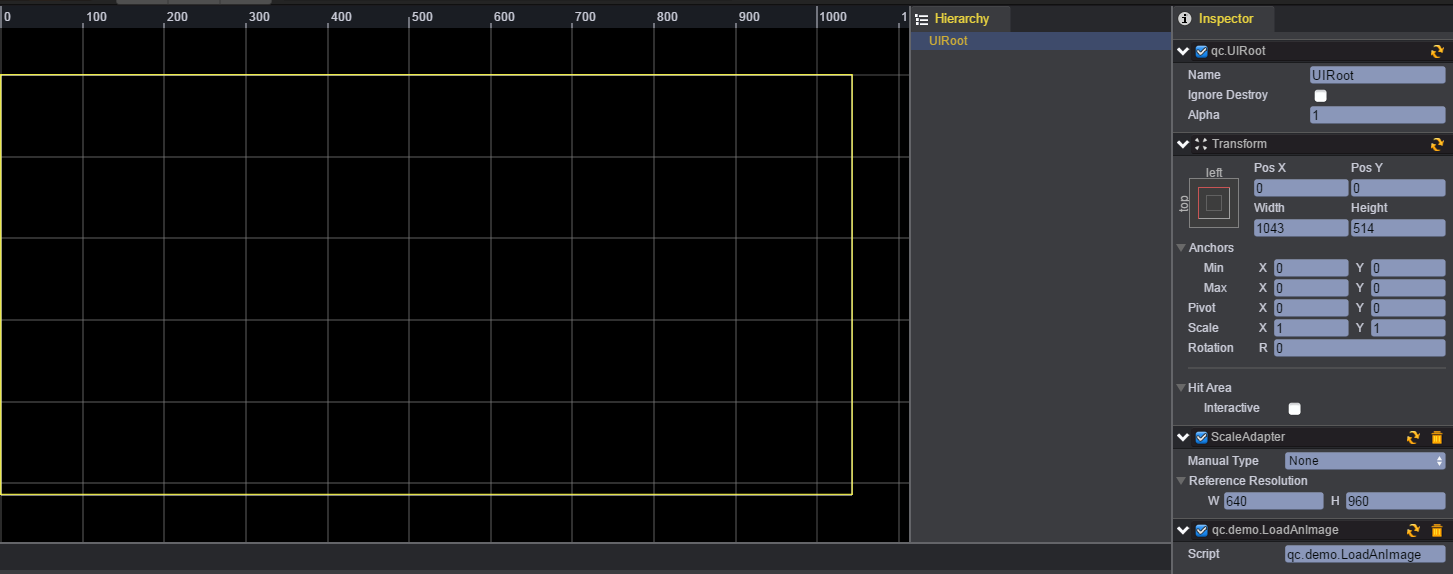 0 100 200 300 400 500 600 700 800 900 1000 1
Hierarchy
UIRoot
Inspector
qc.UIRoot
Name UIRoot
Ignore Destroy
Alpha 1
Transform
left
top
Pos X Pos Y
0 0
Width Height
1043 514
Anchors
Min X 0 Y 0
Max X 0 Y 0
Pivot X 0 Y 0
Scale X 1 Y 1
Rotation R 0
Hit Area
Interactive
ScaleAdapter
Manual Type None
Reference Resolution
W 640 H 960
qc.demo.LoadAnImage
Script qc.demo.LoadAnImage